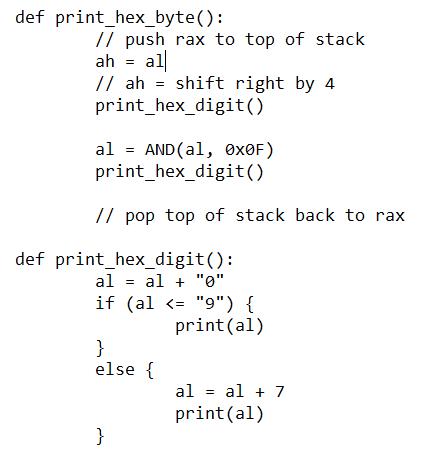 def print_hex_byte():
// push rax to top of stack
ah = al
// ah = shift right by 4
print_hex_digit()
al = AND(al, 0x0F)
print_hex_digit()
// pop top of stack back to rax
def print_hex_digit():
al = al + "0"
if (al <= "9") {
print(al)
}
else {
al = al + 7
print(al)
}